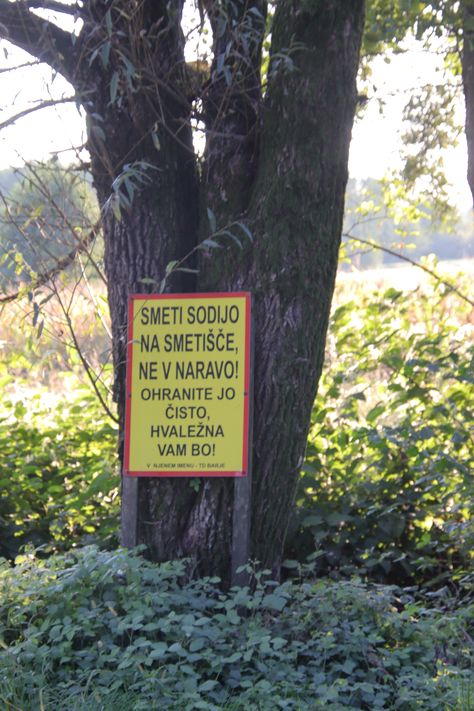 SMETI SODIJO
NA SMETIŠČE,
NE V NARAVO!
OHRANITE JO
ČISTO,
HVALEŽNA
VAM BO!
V NJENEM IMENU - TD BARJE